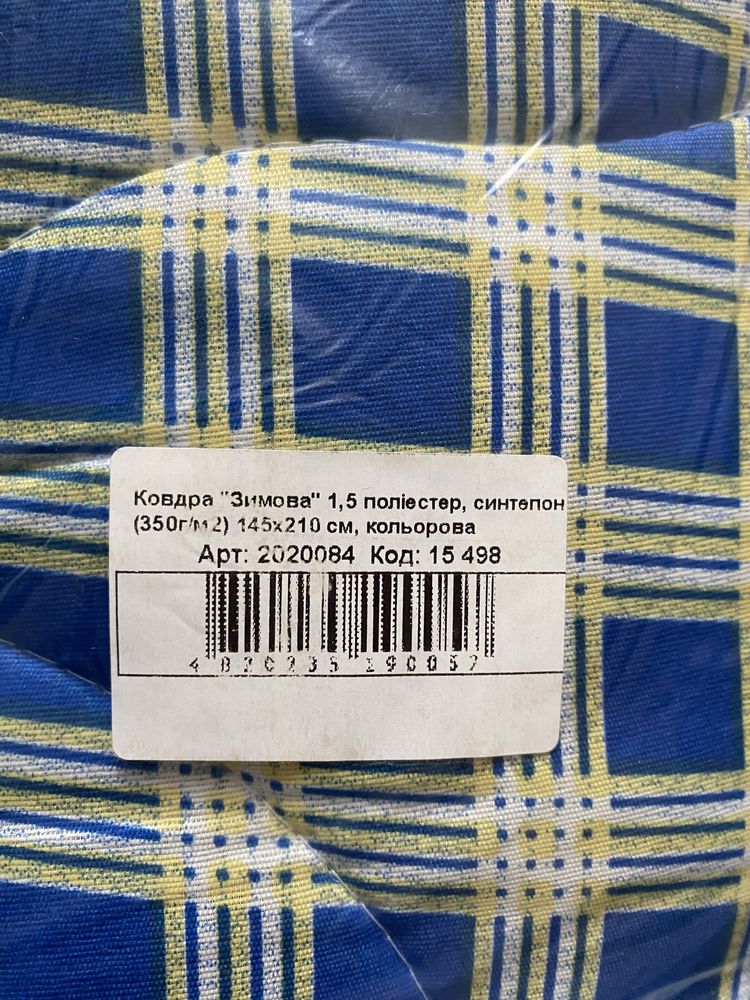 Ковдра "Зимова" 1,5 поліестер, синтепон
(350г/м2) 145х210 см, кольорова
Арт: 2020084 Код: 15 498
4 820235 190057